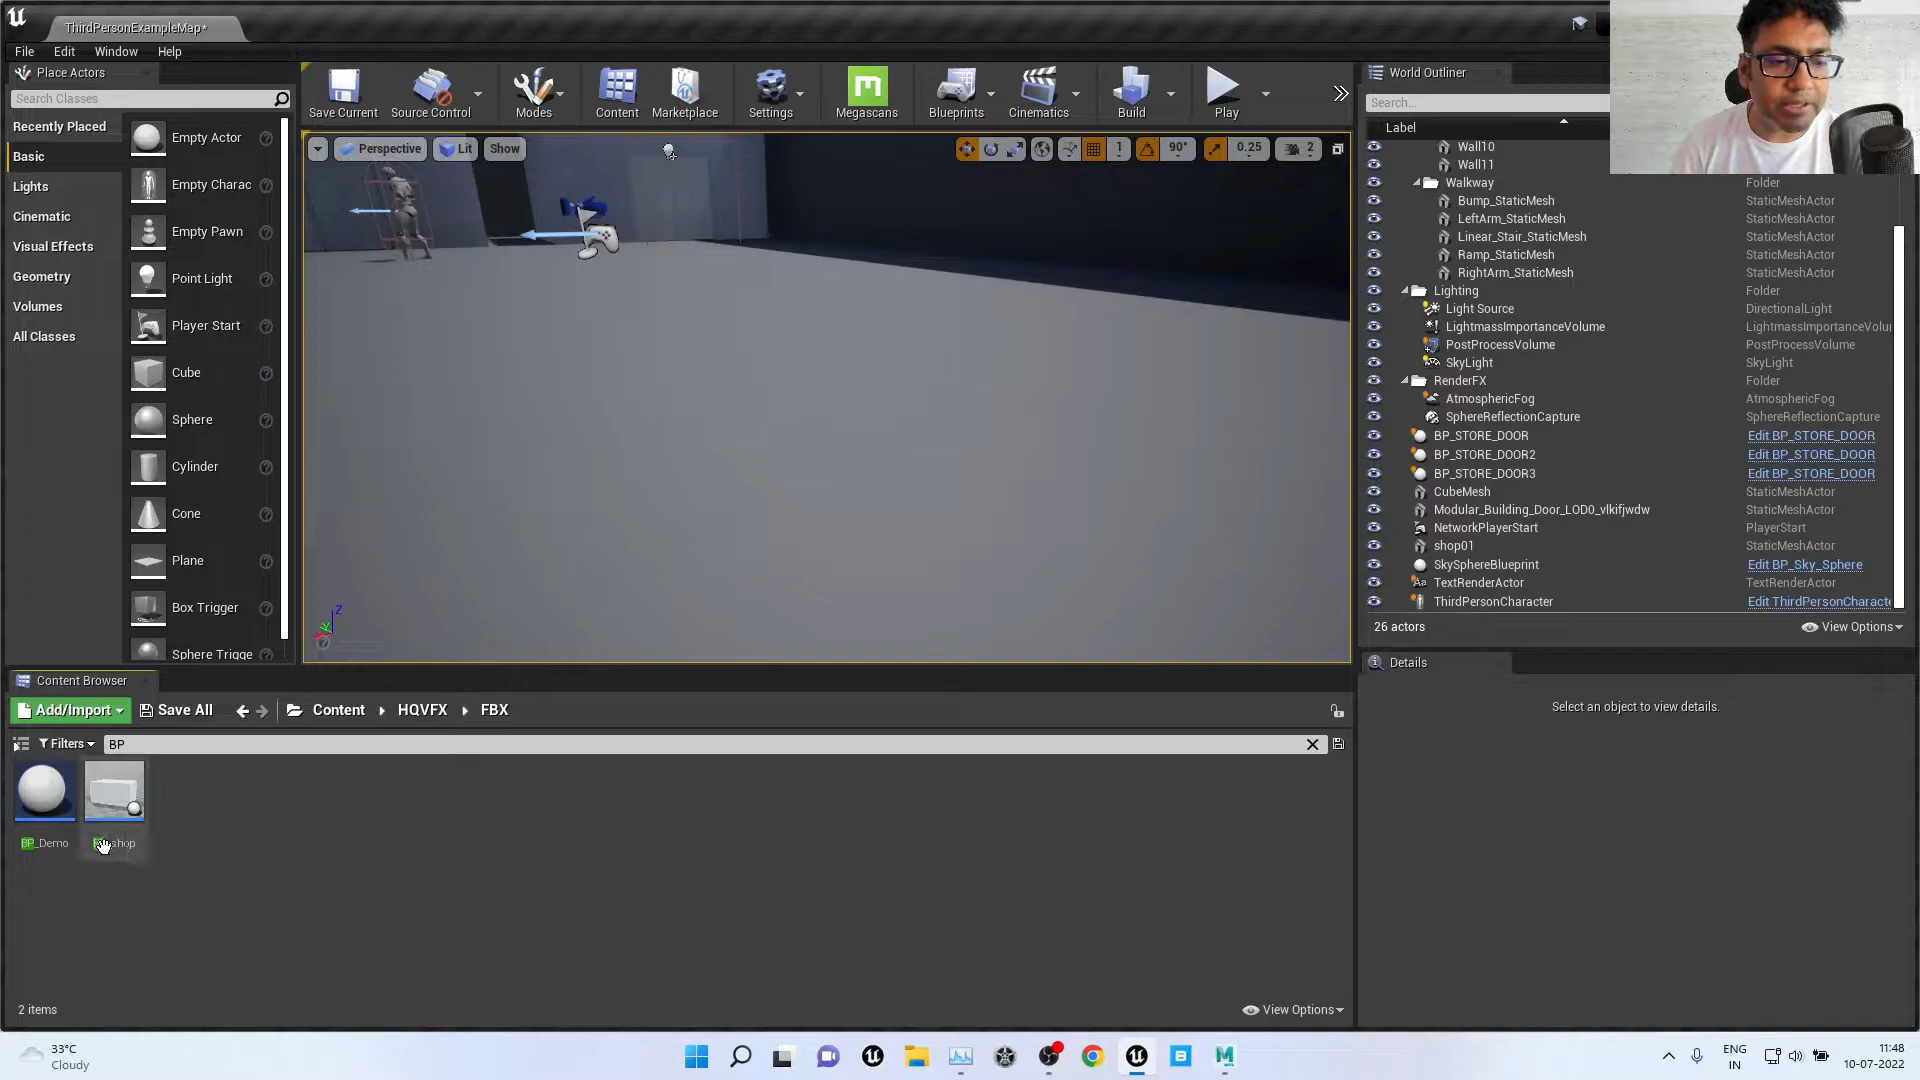 ThirdPersonExampleMap*
File Edit Window Help
Place Actors
Search Classes
Recently Placed
Basic
Lights
Cinematic
Visual Effects
Geometry
Volumes
All Classes
Empty Actor
Empty Charac
Empty Pawn
Point Light
Player Start
Cube
Sphere
Cylinder
Cone
Plane
Box Trigger
Sphere Trigge
Save Current Source Control Modes Content Marketplace Settings Megascans Blueprints Cinematics Build Play
Perspective Lit Show 1 90° 0.25 2
Z
World Outliner
Search...
Label
Wall10
Wall11
Walkway Folder
Bump_StaticMesh StaticMeshActor
LeftArm_StaticMesh StaticMeshActor
Linear_Stair_StaticMesh StaticMeshActor
Ramp_StaticMesh StaticMeshActor
RightArm_StaticMesh StaticMeshActor
Lighting Folder
Light Source DirectionalLight
LightmassImportanceVolume LightmassImportanceVolu
PostProcessVolume PostProcessVolume
SkyLight SkyLight
RenderFX Folder
AtmosphericFog AtmosphericFog
SphereReflectionCapture SphereReflectionCapture
BP_STORE_DOOR Edit BP_STORE_DOOR
BP_STORE_DOOR2 Edit BP_STORE_DOOR
BP_STORE_DOOR3 Edit BP_STORE_DOOR
CubeMesh StaticMeshActor
Modular_Building_Door_LOD0_vlkifjwdw StaticMeshActor
NetworkPlayerStart PlayerStart
shop01 StaticMeshActor
SkySphereBlueprint Edit BP_Sky_Sphere
TextRenderActor TextRenderActor
ThirdPersonCharacter Edit ThirdPersonCharacte
26 actors View Options
Details
Select an object to view details.
Content Browser
Add/Import Save All Content HQVFX FBX
Filters BP
BP_Demo shop
2 items View Options
33°C
Cloudy
ENG
IN
11:48
10-07-2022